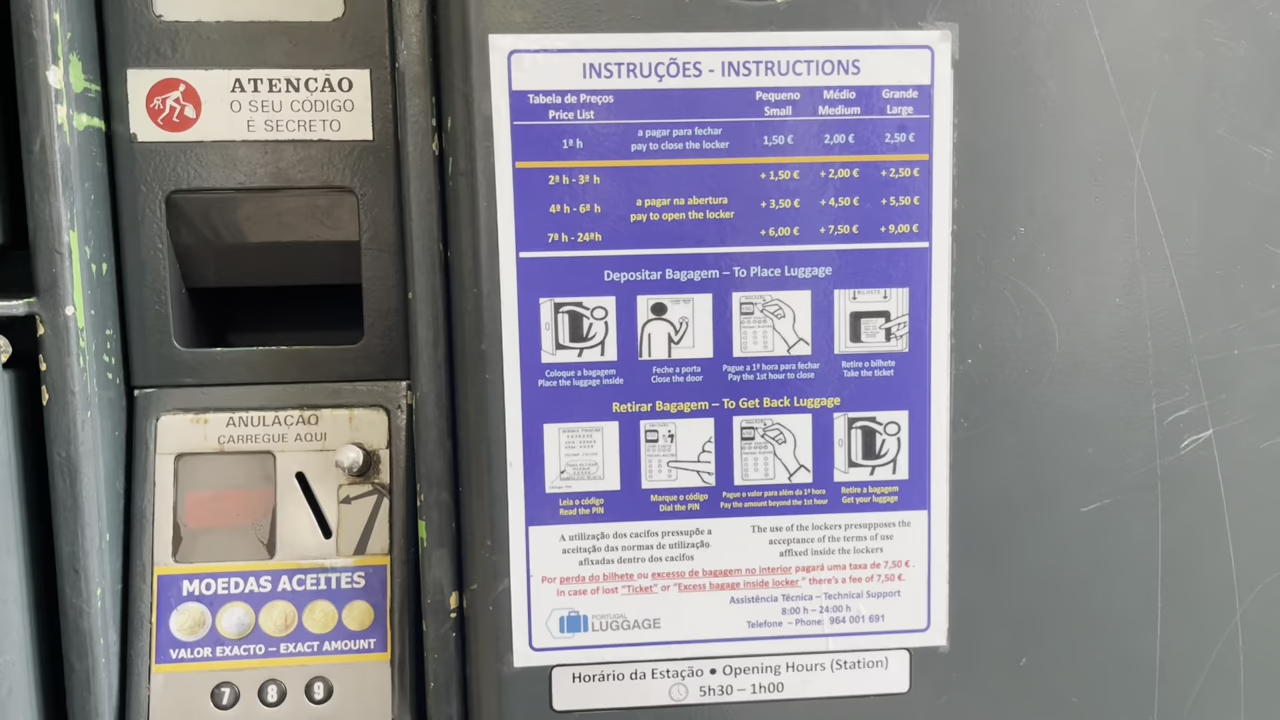 ATENÇÃO
O SEU CÓDIGO
É SECRETO
ANULAÇÃO
CARREGUE AQUI
MOEDAS ACEITES
VALOR EXACTO – EXACT AMOUNT
7 8 9
INSTRUÇÕES - INSTRUCTIONS
Tabela de Preços
Price List
Pequeno
Small
Médio
Medium
Grande
Large
1ª h
a pagar para fechar
pay to close the locker
1,50 € 2,00 € 2,50 €
2ª h - 3ª h
+ 1,50 € + 2,00 € + 2,50 €
4ª h - 6ª h
a pagar na abertura
pay to open the locker
+ 3,50 € + 4,50 € + 5,50 €
7ª h - 24ªh
+ 6,00 € + 7,50 € + 9,00 €
Depositar Bagagem – To Place Luggage
BILHETE
Coloque a bagagem
Place the luggage inside
Feche a porta
Close the door
Pague a 1ª hora para fechar
Pay the 1st hour to close
Retire o bilhete
Take the ticket
Retirar Bagagem – To Get Back Luggage
Leia o código
Read the PIN
Marque o código
Dial the PIN
Pague o valor para além da 1ª hora
Pay the amount beyond the 1st hour
Retire a bagagem
Get your luggage
A utilização dos cacifos pressupõe a
aceitação das normas de utilização
afixadas dentro dos cacifos
The use of the lockers presupposes the
acceptance of the terms of use
affixed inside the lockers
Por perda do bilhete ou excesso de bagagem no interior pagará uma taxa de 7,50 € .
In case of lost "Ticket" or "Excess bagage inside locker " there's a fee of 7,50 €.
Assistência Técnica – Technical Support
8:00 h – 24:00 h
Telefone – Phone: 964 001 691
PORTUGAL
LUGGAGE
Horário da Estação • Opening Hours (Station)
5h30 – 1h00